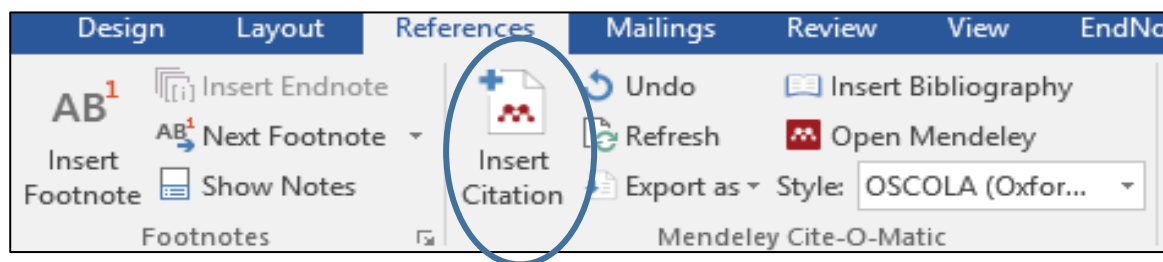 Design Layout References Mailings Review View EndNo
AB1
Insert
Footnote
[i] Insert Endnote
AB1 Next Footnote
Show Notes
Footnotes
Insert
Citation
Undo
Refresh
Export as
Insert Bibliography
Open Mendeley
Style: OSCOLA (Oxfor...
Mendeley Cite-O-Matic